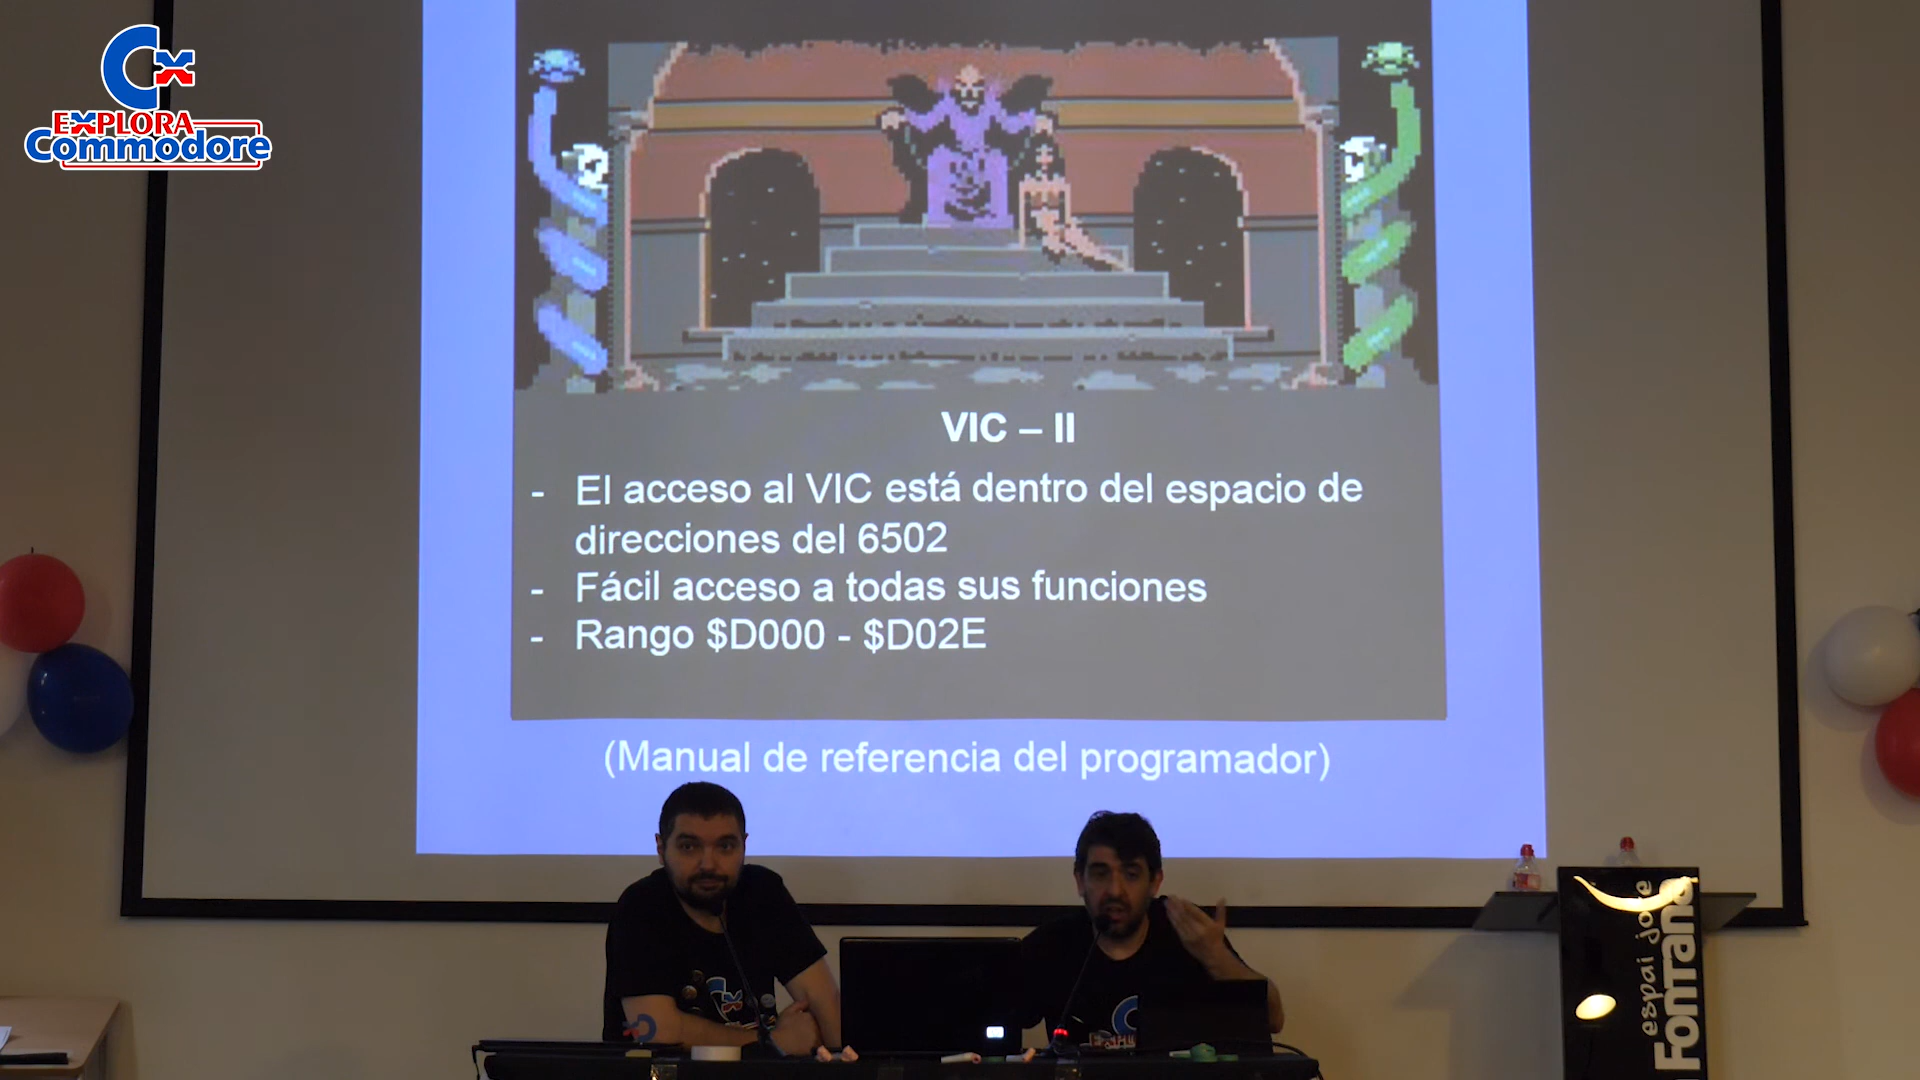 EXPLORA
Commodore
VIC – II
- El acceso al VIC está dentro del espacio de
direcciones del 6502
- Fácil acceso a todas sus funciones
- Rango $D000 - $D02E
(Manual de referencia del programador)
espai jove
Fontana